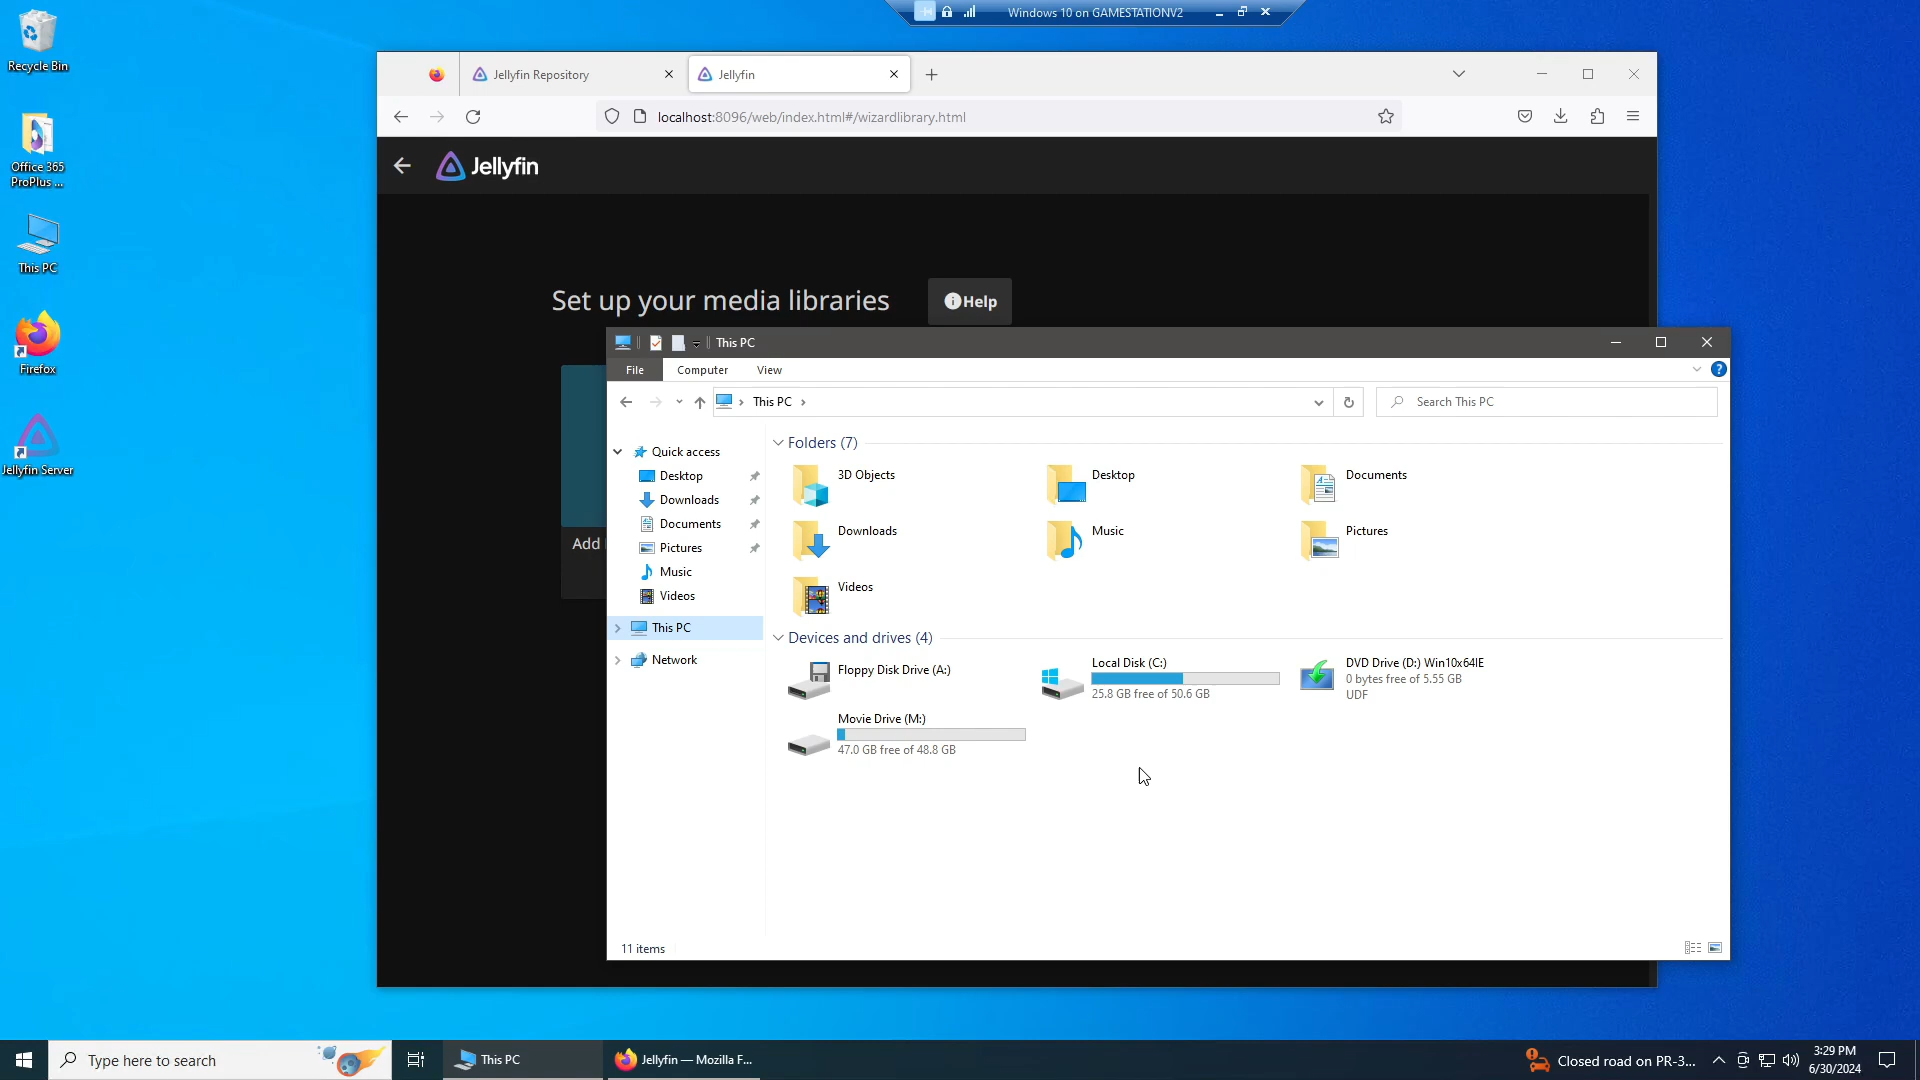 Windows 10 on GAMESTATIONV2
Recycle Bin
Office 365
ProPlus ...
This PC
Firefox
Jellyfin Server
Jellyfin Repository
Jellyfin
localhost:8096/web/index.html#/wizardlibrary.html
Jellyfin
Set up your media libraries
Help
Add
This PC
File
Computer
View
This PC
Search This PC
Quick access
Desktop
Downloads
Documents
Pictures
Music
Videos
This PC
Network
Folders (7)
3D Objects
Desktop
Documents
Downloads
Music
Pictures
Videos
Devices and drives (4)
Floppy Disk Drive (A:)
Local Disk (C:)
25.8 GB free of 50.6 GB
DVD Drive (D:) Win10x64IE
0 bytes free of 5.55 GB
UDF
Movie Drive (M:)
47.0 GB free of 48.8 GB
11 items
Type here to search
This PC
Jellyfin — Mozilla F...
Closed road on PR-3...
3:29 PM
6/30/2024